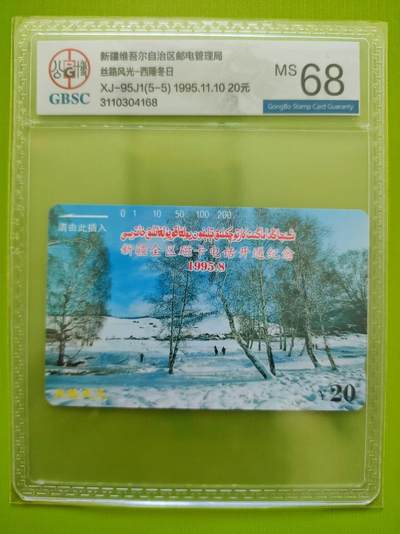 新疆维吾尔自治区邮电管理局
丝路风光-西陲冬日
XJ-95J1(5-5) 1995.11.10 20元
3110304168
GBSC
MS 68
GongBo Stamp Card Guaranty
0 1 10 50 100 200
请由此插入
新疆全区磁卡电话开通纪念
1995.8
¥20